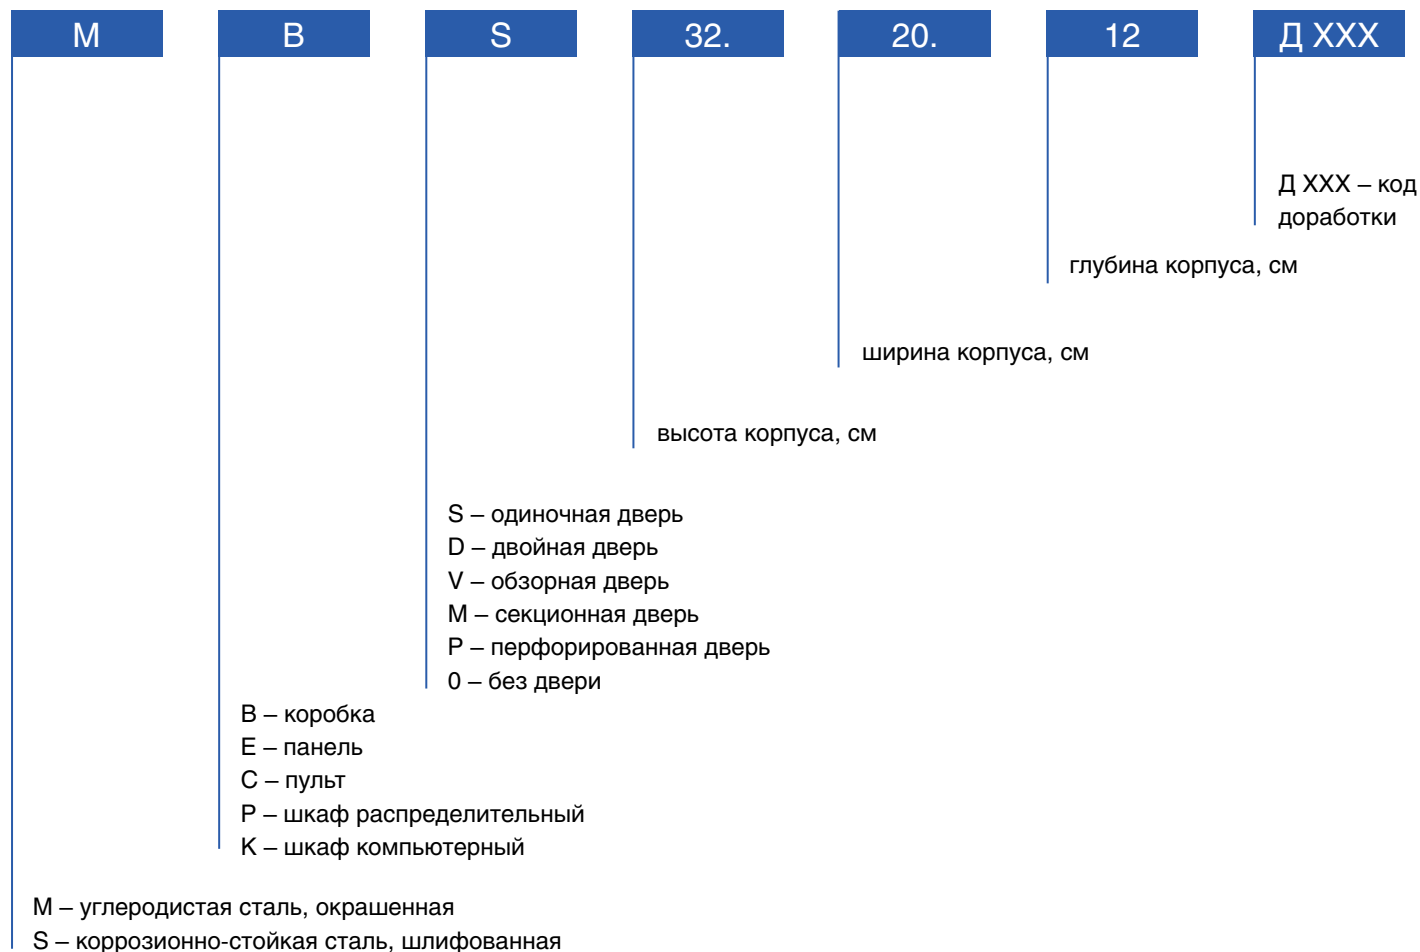 M B S 32. 20. 12 Д XXX
Д XXX – код
доработки
глубина корпуса, см
ширина корпуса, см
высота корпуса, см
S – одиночная дверь
D – двойная дверь
V – обзорная дверь
M – секционная дверь
P – перфорированная дверь
0 – без двери
B – коробка
E – панель
C – пульт
P – шкаф распределительный
K – шкаф компьютерный
M – углеродистая сталь, окрашенная
S – коррозионно-стойкая сталь, шлифованная